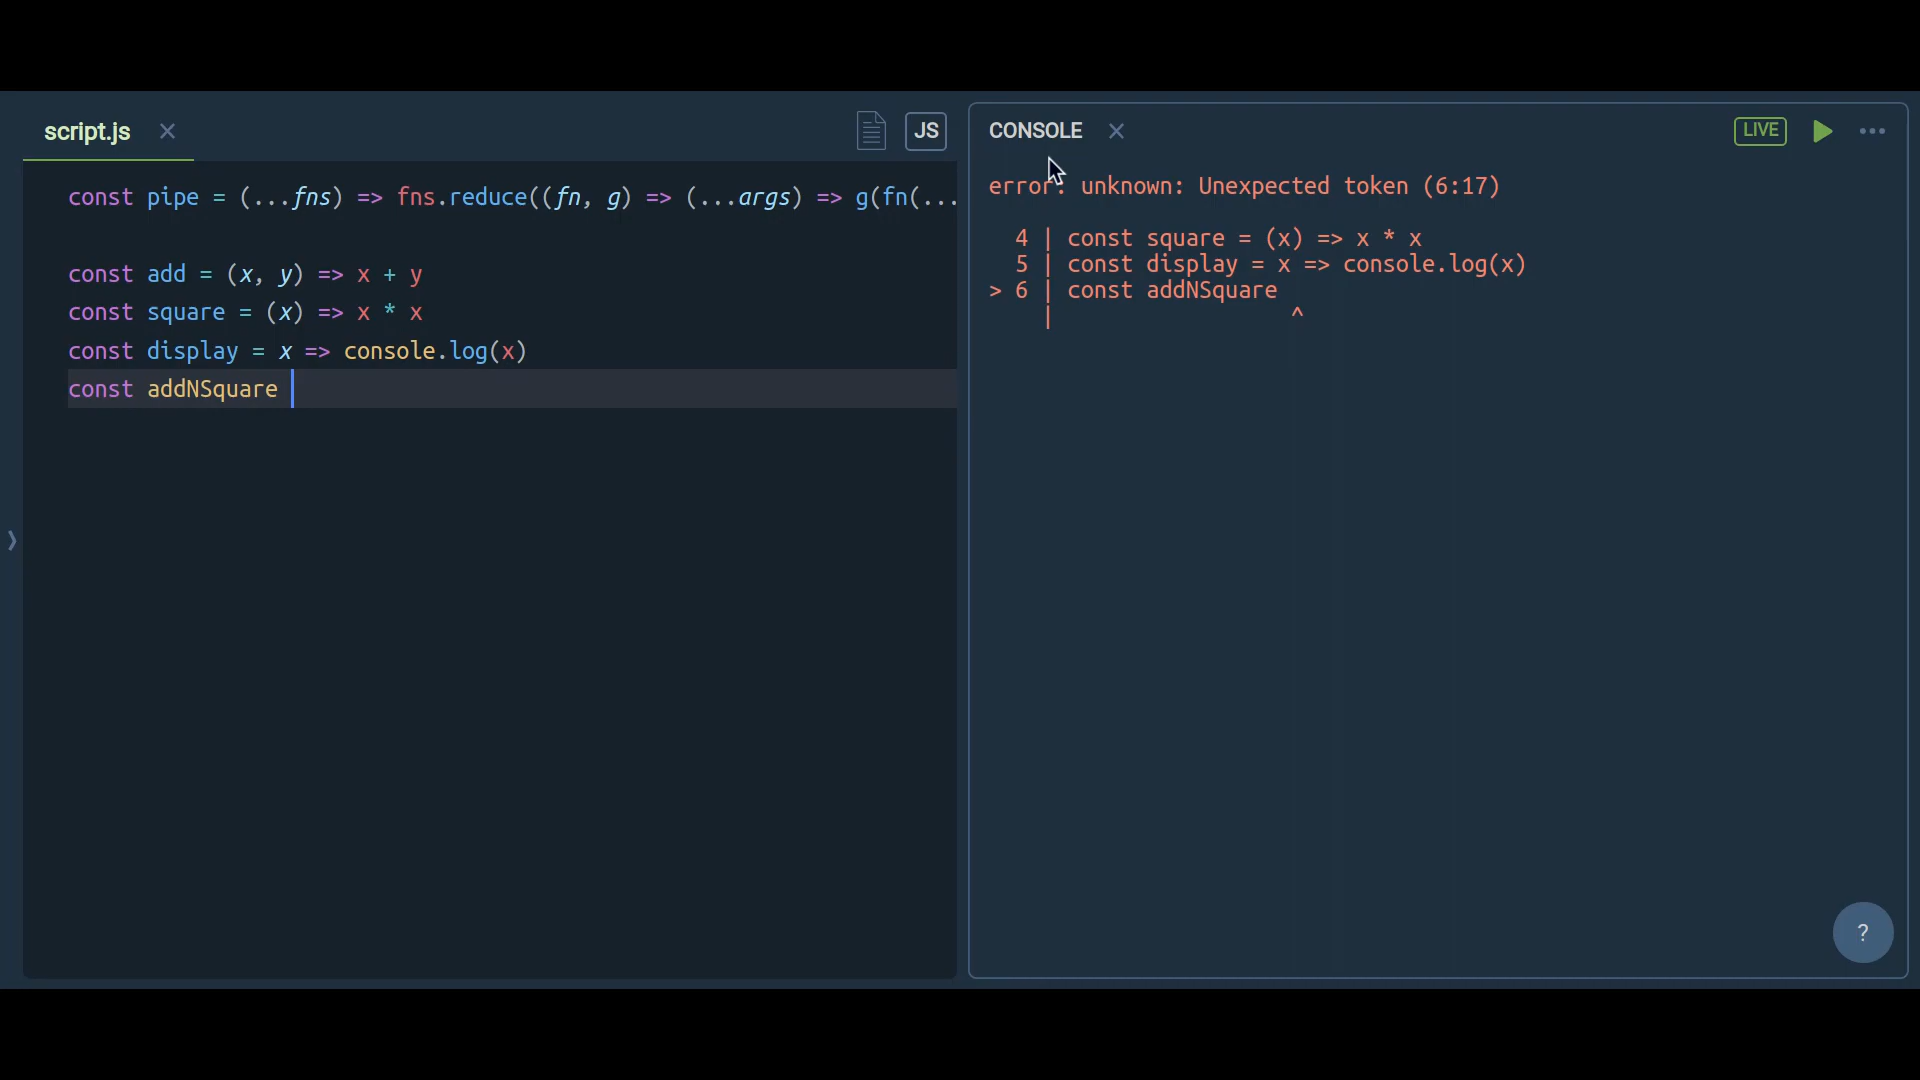 script.js
JS
const pipe = (...fns) => fns.reduce((fn, g) => (...args) => g(fn(...
const add = (x, y) => x + y
const square = (x) => x * x
const display = x => console.log(x)
const addNSquare
CONSOLE
LIVE
error: unknown: Unexpected token (6:17)
4 | const square = (x) => x * x
5 | const display = x => console.log(x)
> 6 | const addNSquare
| ^
?